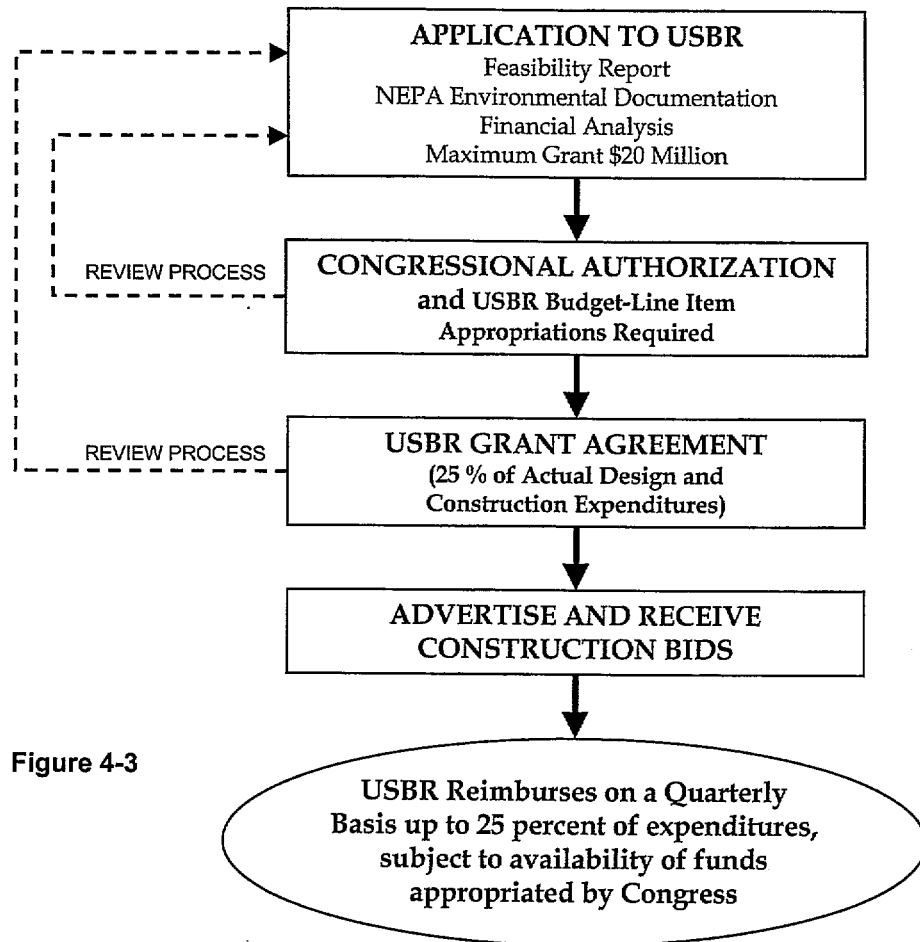 APPLICATION TO USBR
Feasibility Report
NEPA Environmental Documentation
Financial Analysis
Maximum Grant $20 Million
REVIEW PROCESS
CONGRESSIONAL AUTHORIZATION
and USBR Budget-Line Item
Appropriations Required
REVIEW PROCESS
USBR GRANT AGREEMENT
(25 % of Actual Design and
Construction Expenditures)
ADVERTISE AND RECEIVE
CONSTRUCTION BIDS
Figure 4-3
USBR Reimburses on a Quarterly
Basis up to 25 percent of expenditures,
subject to availability of funds
appropriated by Congress